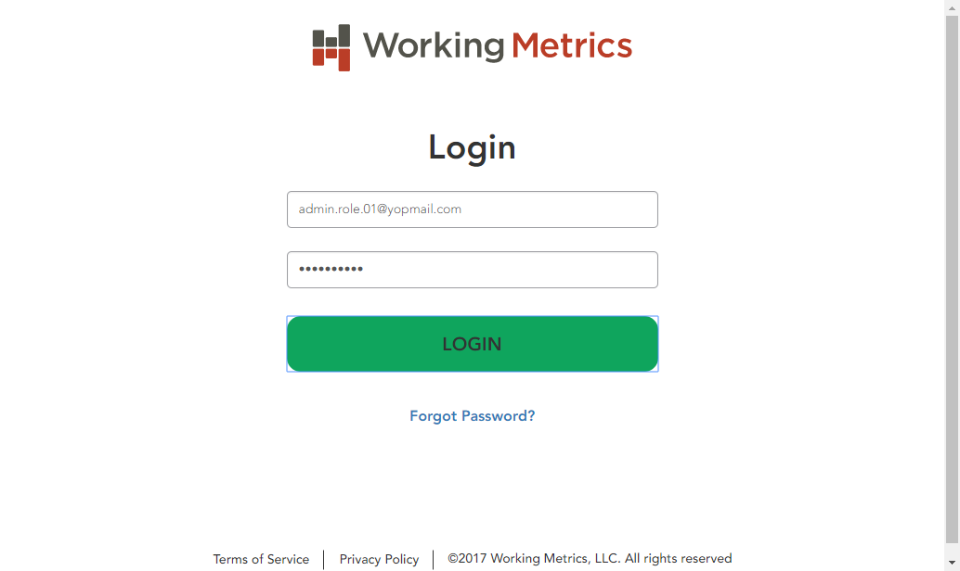 Working Metrics
Login
admin.role.01@yopmail.com
••••••••••
LOGIN
Forgot Password?
Terms of Service | Privacy Policy | ©2017 Working Metrics, LLC. All rights reserved